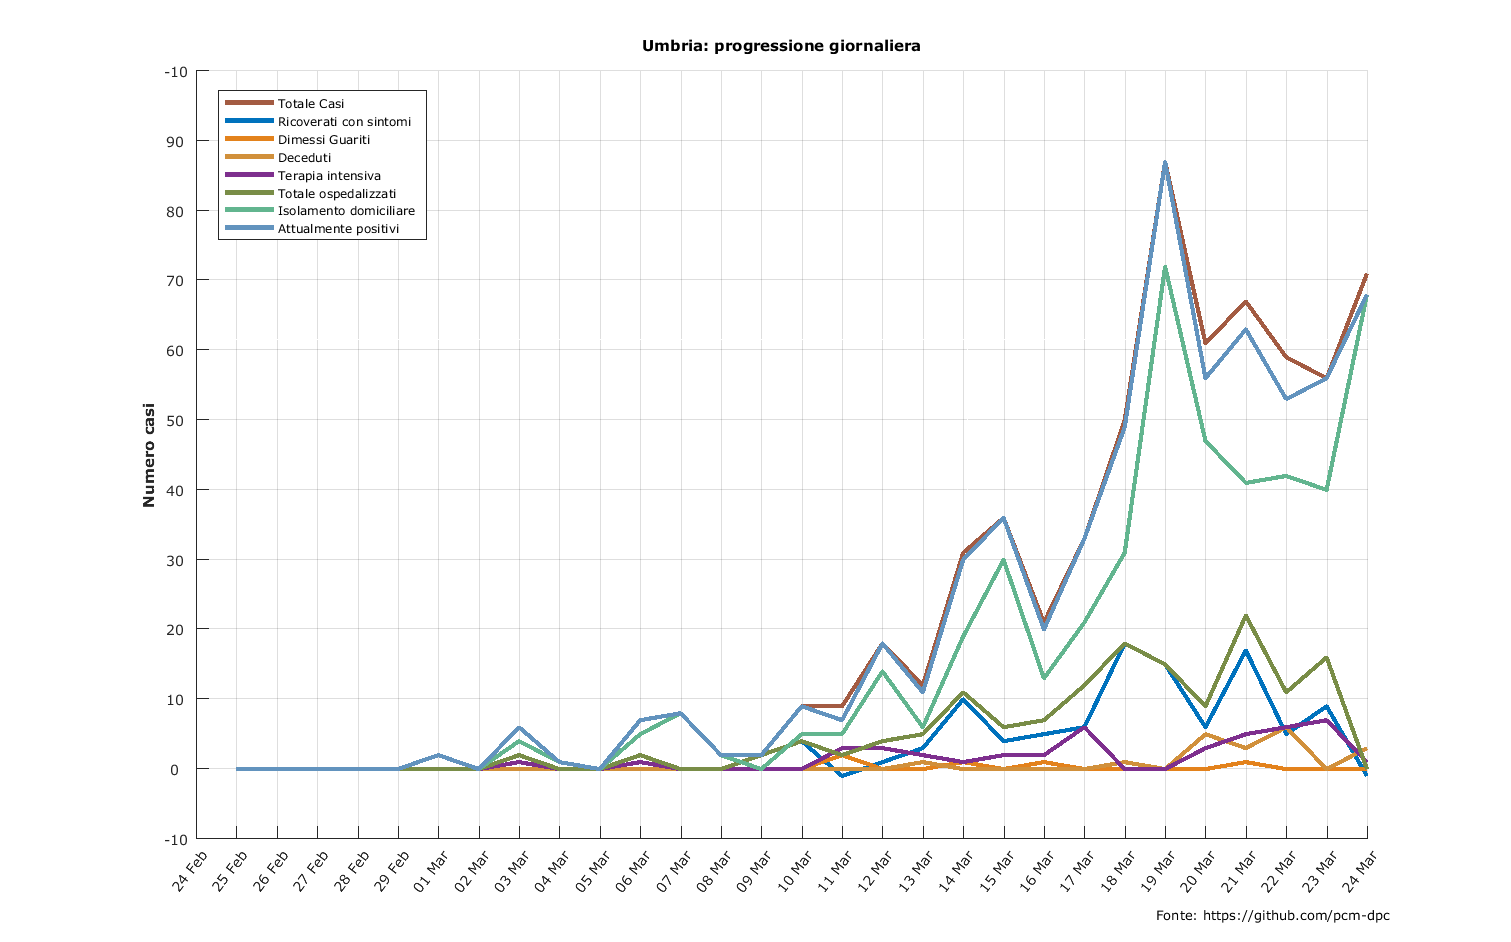 Umbria: progressione giornaliera
-10
90
80
70
60
50
40
30
20
10
0
-10
Numero casi
Totale Casi
Ricoverati con sintomi
Dimessi Guariti
Deceduti
Terapia intensiva
Totale ospedalizzati
Isolamento domiciliare
Attualmente positivi
24 Feb
25 Feb
26 Feb
27 Feb
28 Feb
29 Feb
01 Mar
02 Mar
03 Mar
04 Mar
05 Mar
06 Mar
07 Mar
08 Mar
09 Mar
10 Mar
11 Mar
12 Mar
13 Mar
14 Mar
15 Mar
16 Mar
17 Mar
18 Mar
19 Mar
20 Mar
21 Mar
22 Mar
23 Mar
24 Mar
Fonte: https://github.com/pcm-dpc